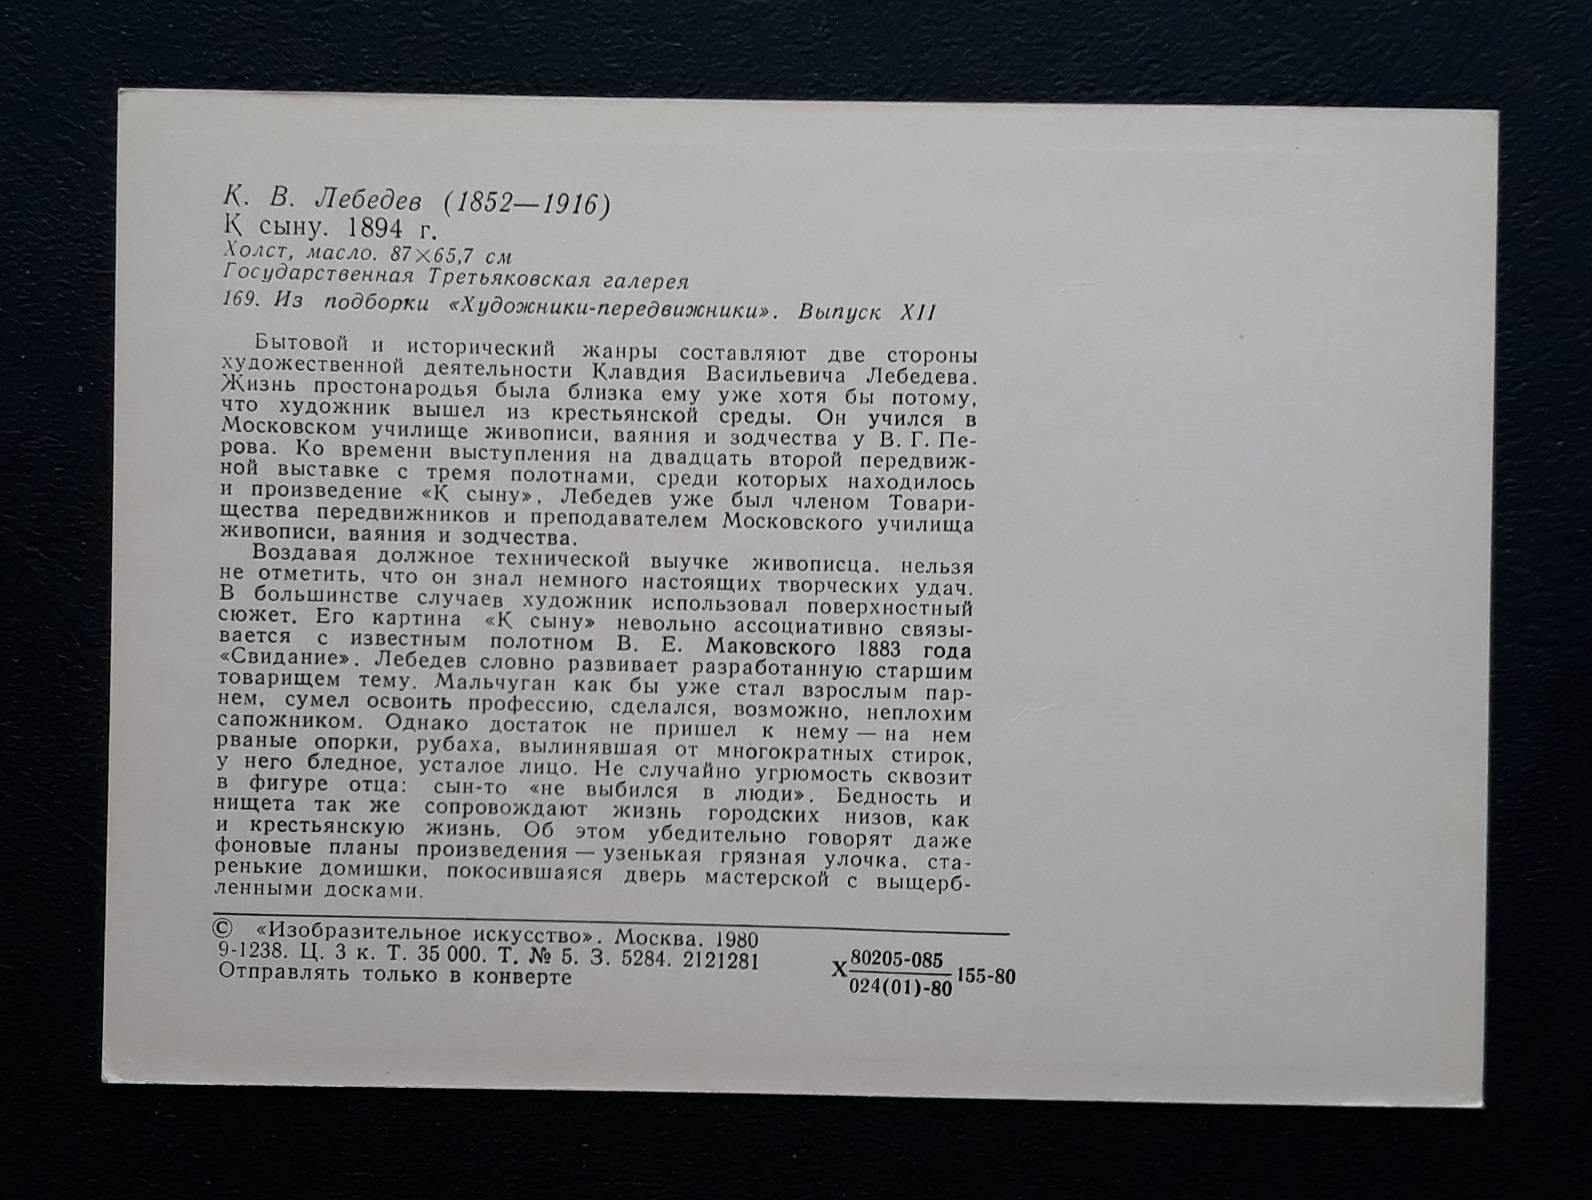 К. В. Лебедев (1852—1916)
К сыну. 1894 г.
Холст, масло. 87×65,7 см
Государственная Третьяковская галерея
169. Из подборки «Художники-передвижники». Выпуск XII
Бытовой и исторический жанры составляют две стороны
художественной деятельности Клавдия Васильевича Лебедева.
Жизнь простонародья была близка ему уже хотя бы потому,
что художник вышел из крестьянской среды. Он учился в
Московском училище живописи, ваяния и зодчества у В. Г. Пе-
рова. Ко времени выступления на двадцать второй передвиж-
ной выставке с тремя полотнами, среди которых находилось
и произведение «К сыну», Лебедев уже был членом Товари-
щества передвижников и преподавателем Московского училища
живописи, ваяния и зодчества.
Воздавая должное технической выучке живописца. нельзя
не отметить, что он знал немного настоящих творческих удач.
В большинстве случаев художник использовал поверхностный
сюжет. Его картина «К сыну» невольно ассоциативно связы-
вается с известным полотном В. Е. Маковского 1883 года
«Свидание». Лебедев словно развивает разработанную старшим
товарищем тему. Мальчуган как бы уже стал взрослым пар-
нем, сумел освоить профессию, сделался, возможно, неплохим
сапожником. Однако достаток не пришел к нему — на нем
рваные опорки, рубаха, вылинявшая от многократных стирок,
у него бледное, усталое лицо. Не случайно угрюмость сквозит
в фигуре отца: сын-то «не выбился в люди». Бедность и
нищета так же сопровождают жизнь городских низов, как
и крестьянскую жизнь. Об этом убедительно говорят даже
фоновые планы произведения — узенькая грязная улочка. ста-
ренькие домишки, покосившаяся дверь мастерской с выщерб-
ленными досками.
© «Изобразительное искусство». Москва. 1980
9-1238. Ц. 3 к. Т. 35 000. Т. № 5. З. 5284. 2121281
Отправлять только в конверте
Х 80205-085
024(01)-80 155-80